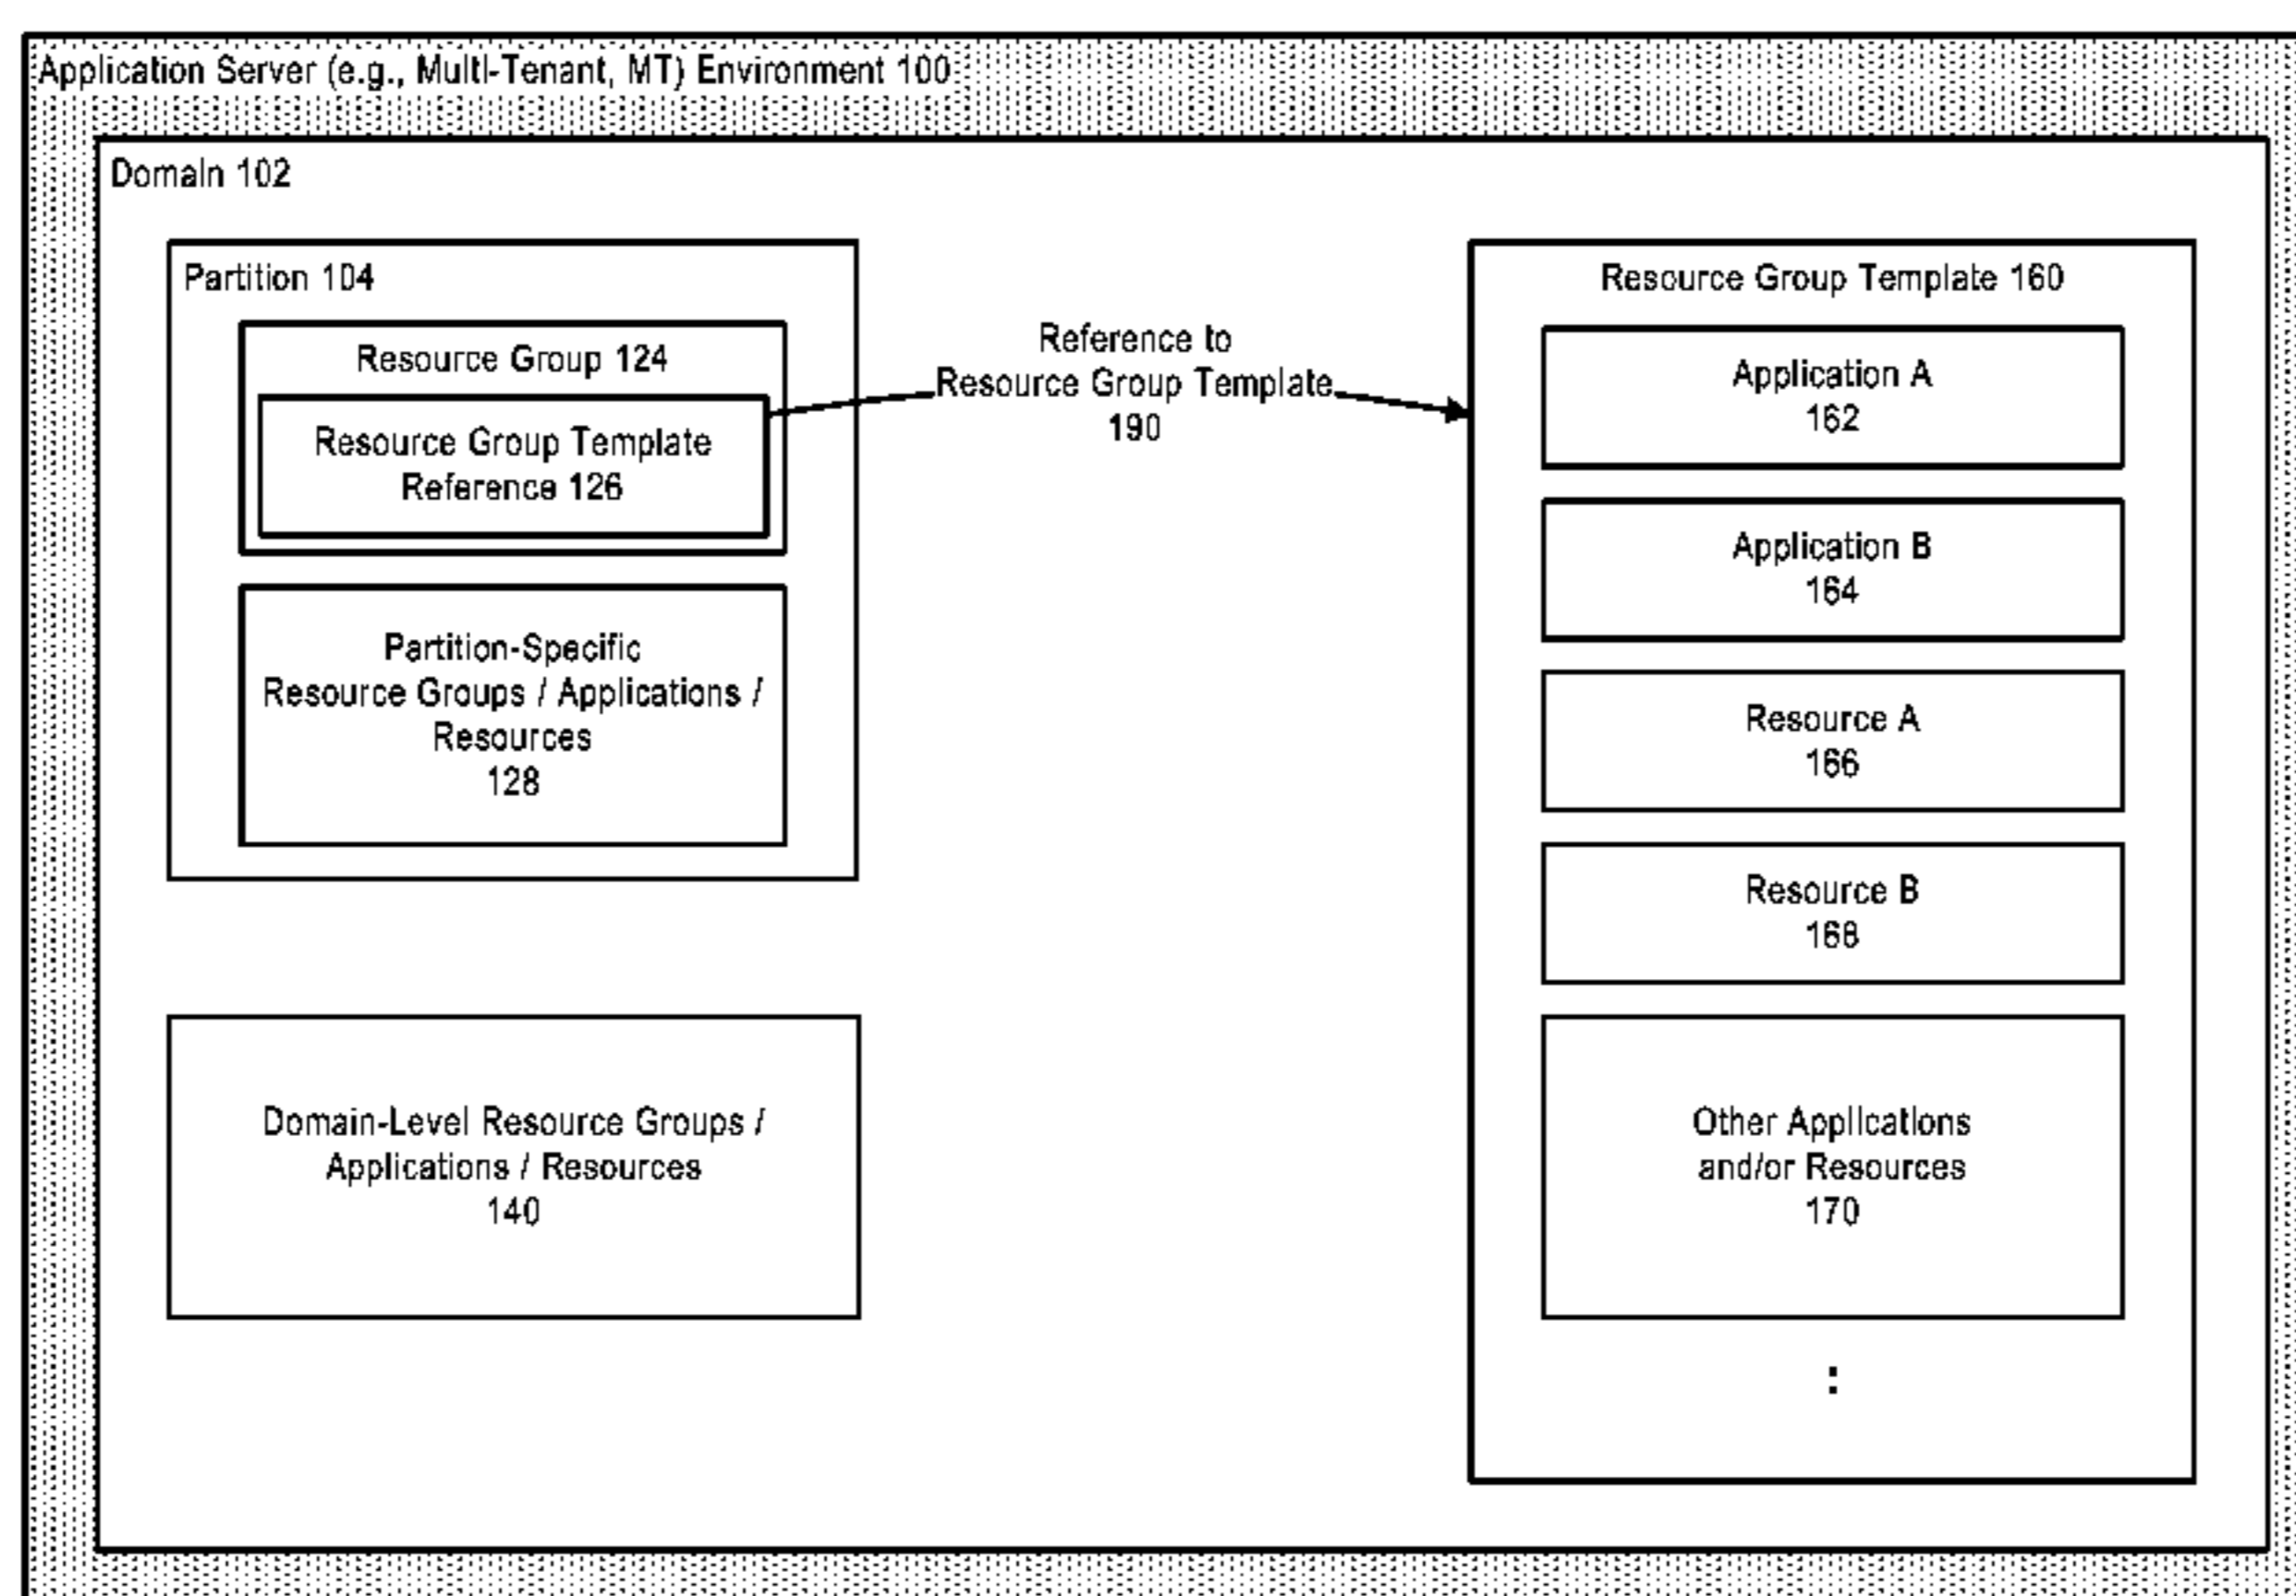 Application Server (e.g., Multi-Tenant, MT) Environment 100
Domain 102
Partition 104
Resource Group 124
Resource Group Template
Reference 126
Partition-Specific
Resource Groups / Applications /
Resources
128
Domain-Level Resource Groups /
Applications / Resources
140
Reference to
Resource Group Template
190
Resource Group Template 160
Application A
162
Application B
164
Resource A
166
Resource B
168
Other Applications
and/or Resources
170
: